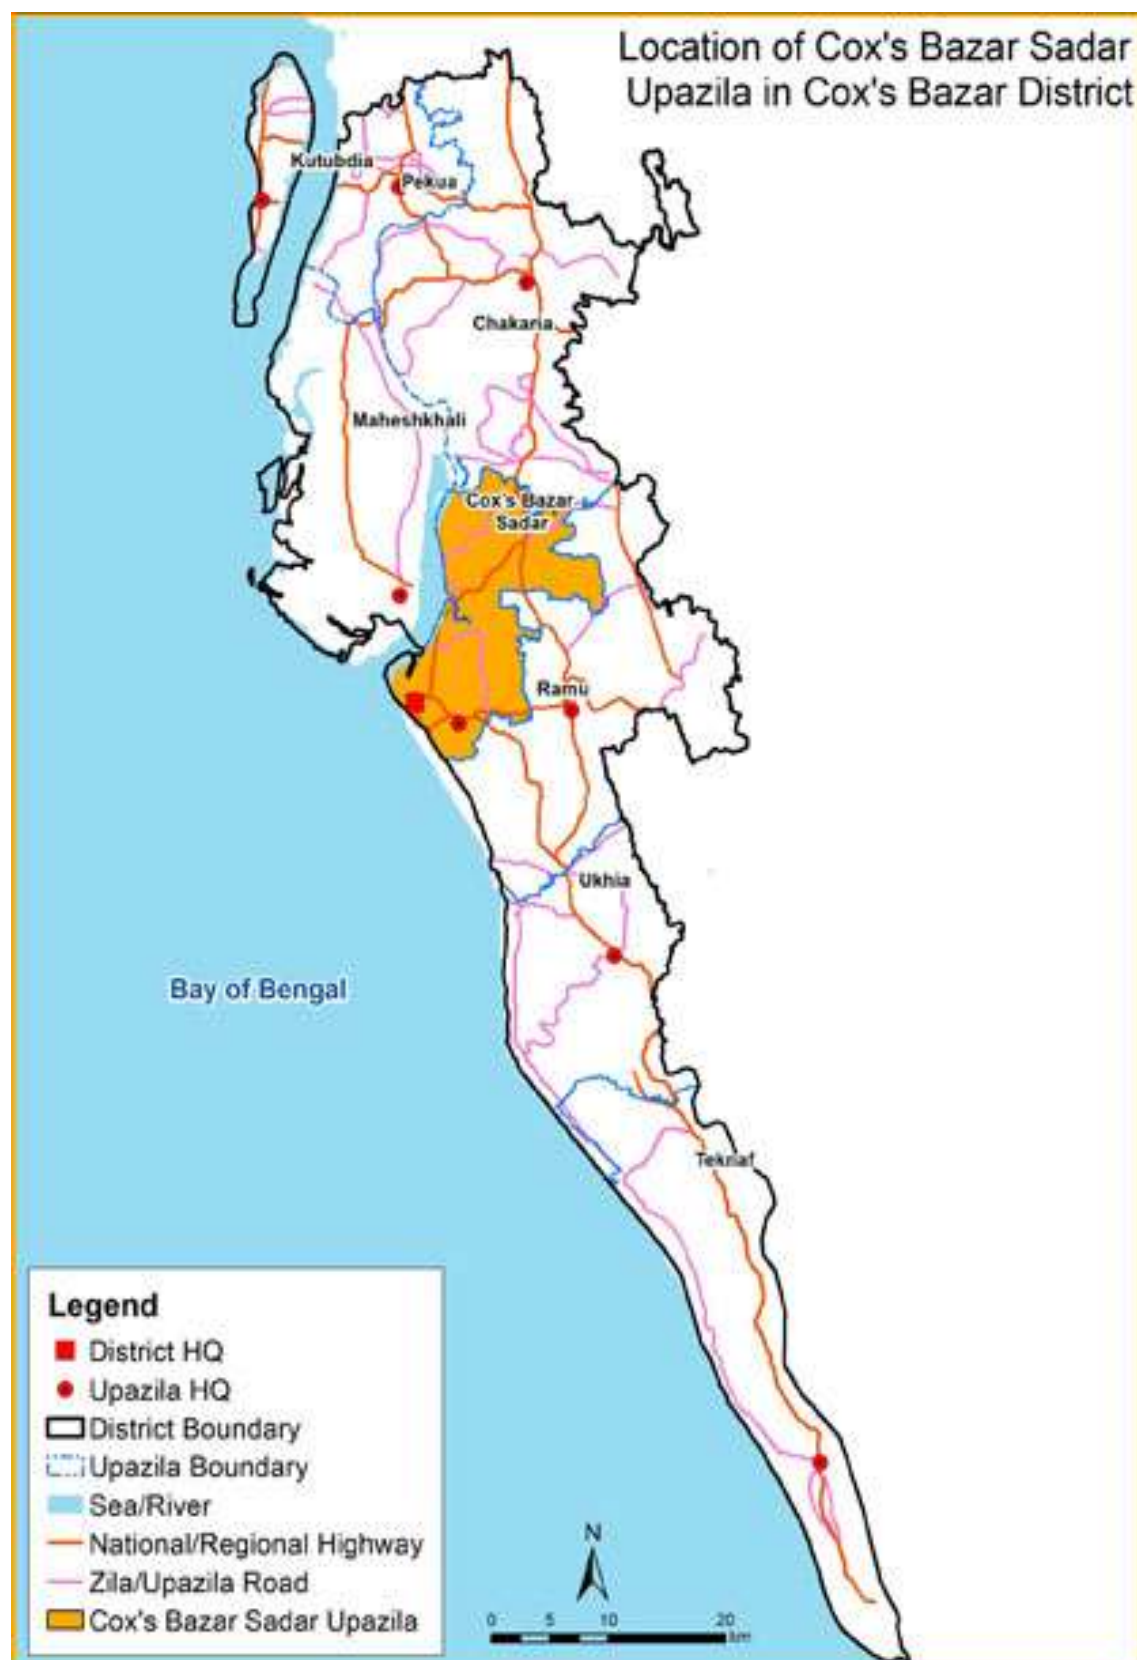 Location of Cox's Bazar Sadar
Upazila in Cox's Bazar District
Kutubdia
Pekua
Chakaria
Maheshkhali
Cox's Bazar
Sadar
Ramu
Ukhia
Bay of Bengal
Teknaf
Legend
District HQ
Upazila HQ
District Boundary
Upazila Boundary
Sea/River
National/Regional Highway
Zila/Upazila Road
Cox's Bazar Sadar Upazila
N
0 5 10 20
km